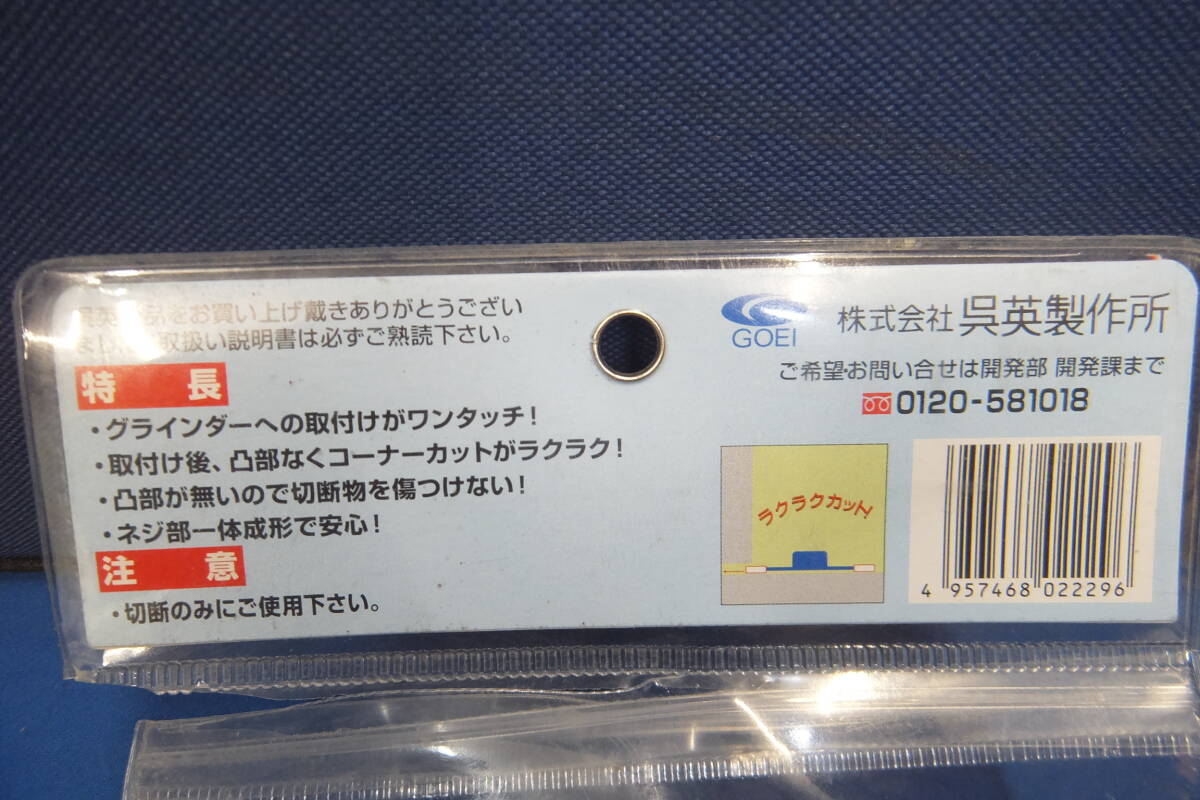 品をお買い上げ戴きありがとうござい
取扱い説明書は必ずご熟読下さい。
特　長
・グラインダーへの取付けがワンタッチ！
・取付け後、凸部なくコーナーカットがラクラク！
・凸部が無いので切断物を傷つけない！
・ネジ部一体成形で安心！
注　意
・切断のみにご使用下さい。
GOEI
株式会社 呉英製作所
ご希望・お問い合せは開発部 開発課まで
0120-581018
ラクラクカット！
4 957468 022296